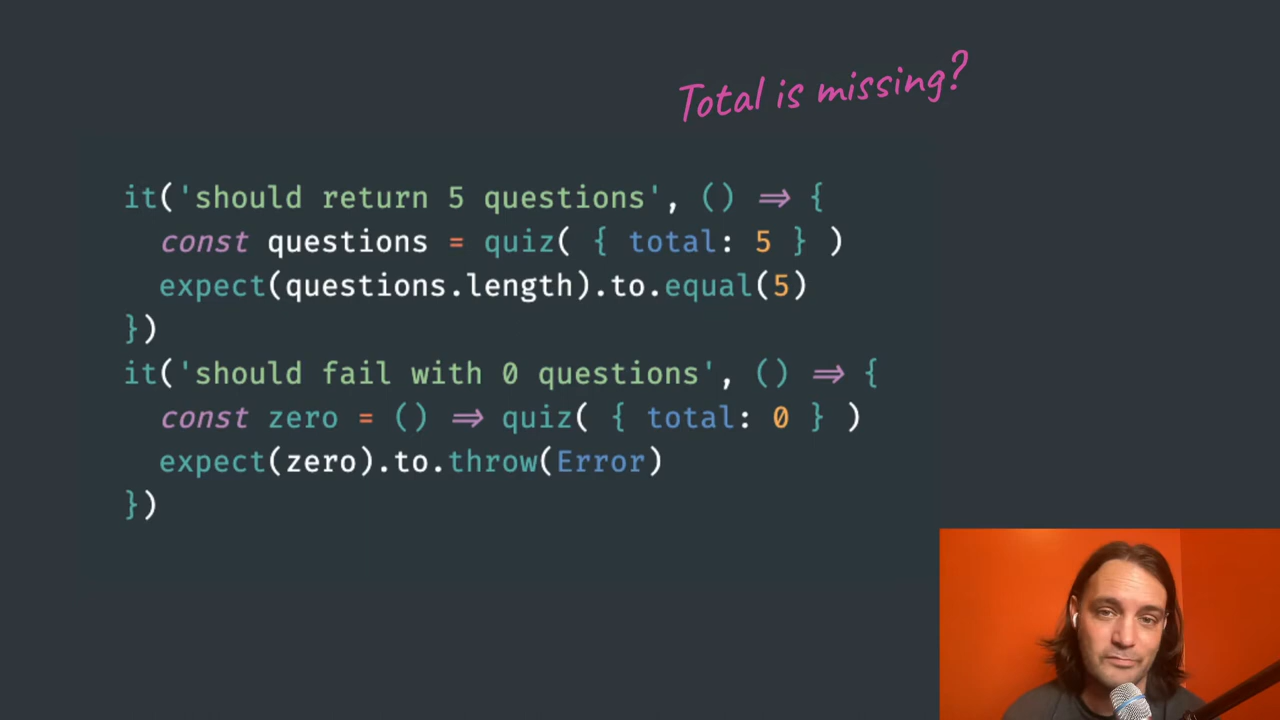 Total is missing?
it('should return 5 questions', () => {
  const questions = quiz( { total: 5 } )
  expect(questions.length).to.equal(5)
})
it('should fail with 0 questions', () => {
  const zero = () => quiz( { total: 0 } )
  expect(zero).to.throw(Error)
})